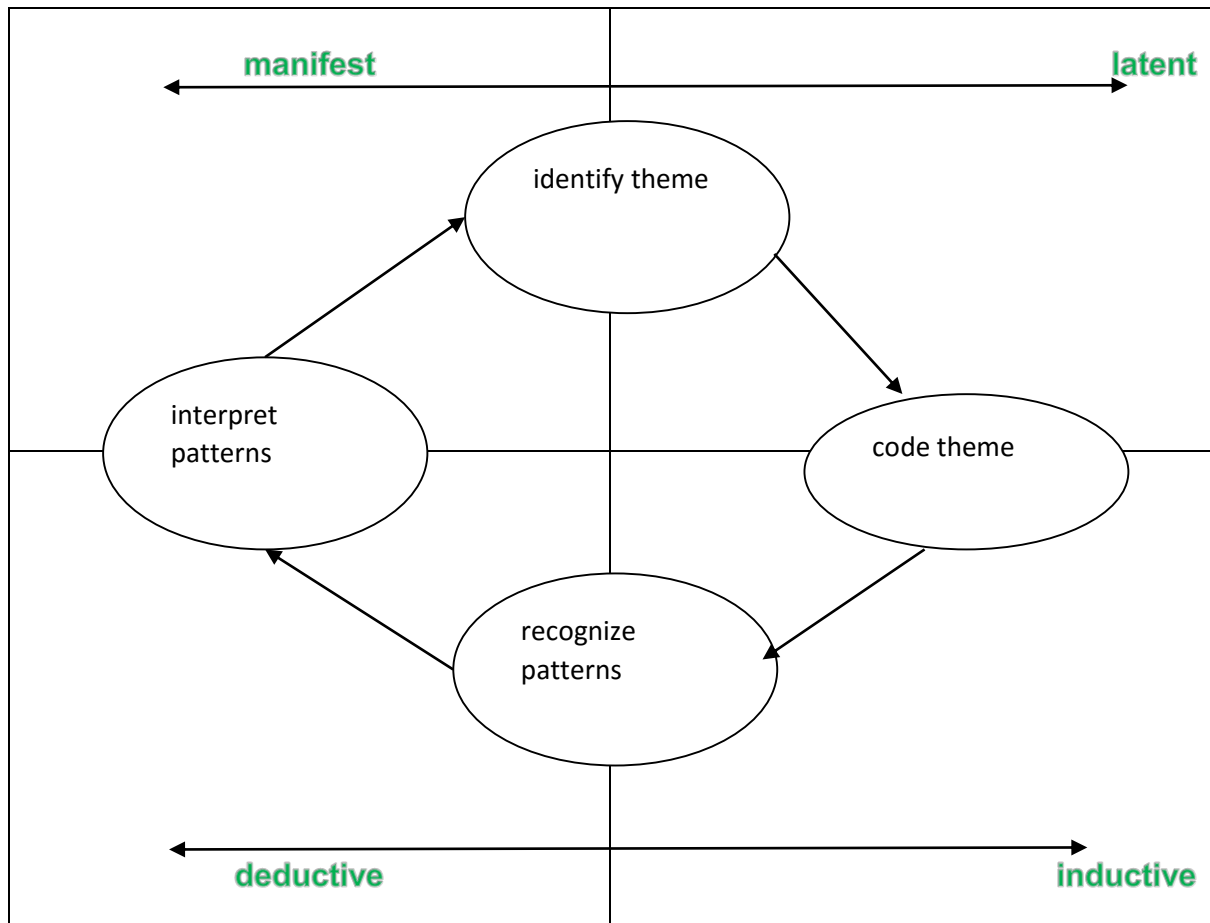 manifest
latent
identify theme
interpret
patterns
code theme
recognize
patterns
deductive
inductive